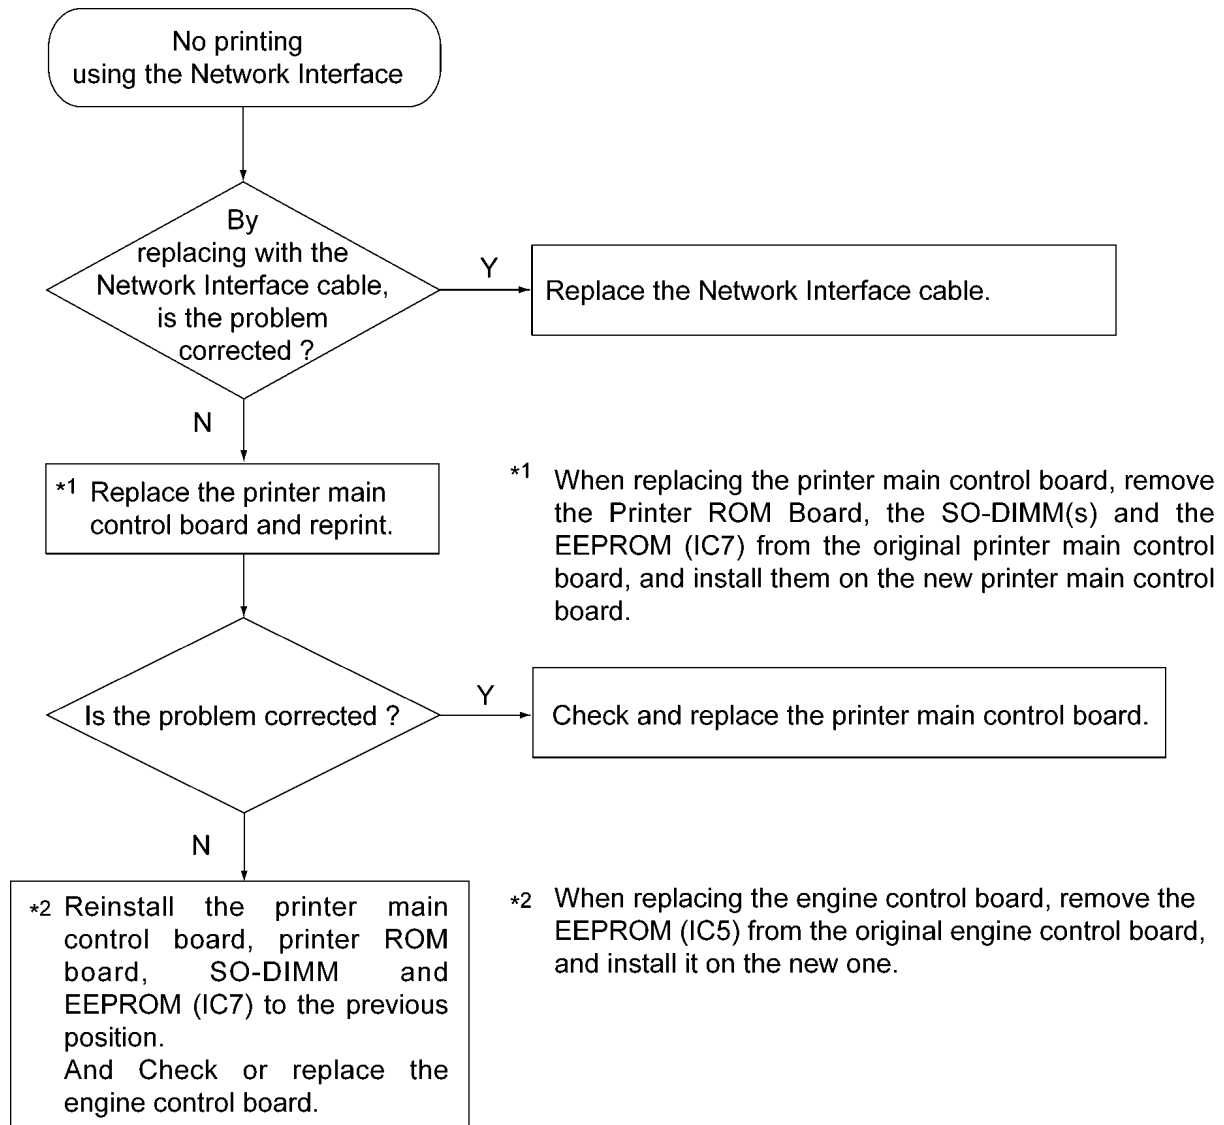 No printing
using the Network Interface
By
replacing with the
Network Interface cable,
is the problem
corrected ?
Y
Replace the Network Interface cable.
N
*1 Replace the printer main
control board and reprint.
*1 When replacing the printer main control board, remove
the Printer ROM Board, the SO-DIMM(s) and the
EEPROM (IC7) from the original printer main control
board, and install them on the new printer main control
board.
Is the problem corrected ?
Y
Check and replace the printer main control board.
N
*2 Reinstall the printer main
control board, printer ROM
board, SO-DIMM and
EEPROM (IC7) to the previous
position.
And Check or replace the
engine control board.
*2 When replacing the engine control board, remove the
EEPROM (IC5) from the original engine control board,
and install it on the new one.